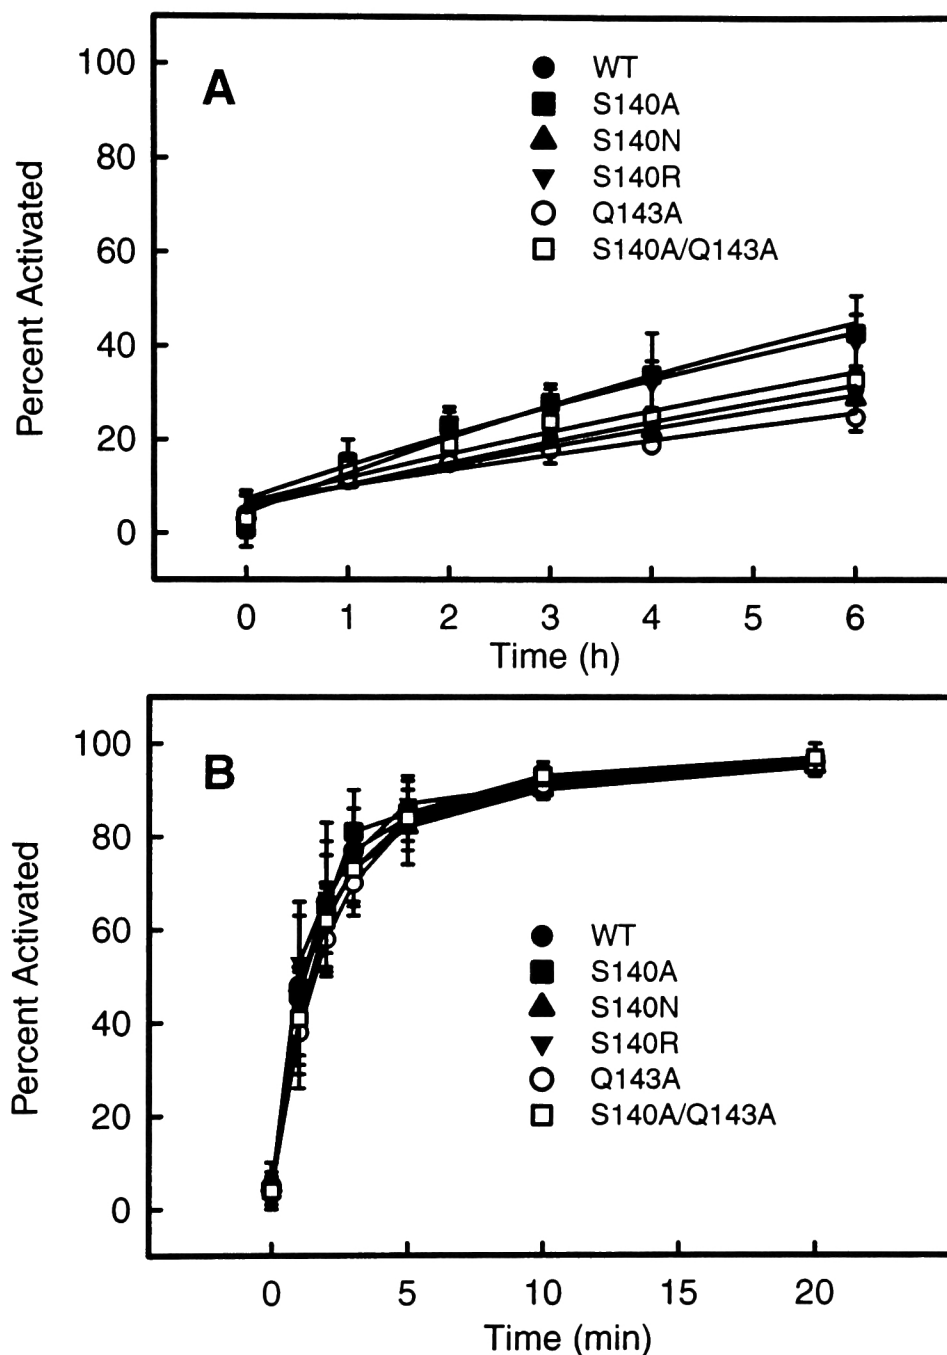 A
Percent Activated
100
80
60
40
20
0
WT
S140A
S140N
S140R
Q143A
S140A/Q143A
0 1 2 3 4 5 6
Time (h)
B
Percent Activated
100
80
60
40
20
0
WT
S140A
S140N
S140R
Q143A
S140A/Q143A
0 5 10 15 20
Time (min)